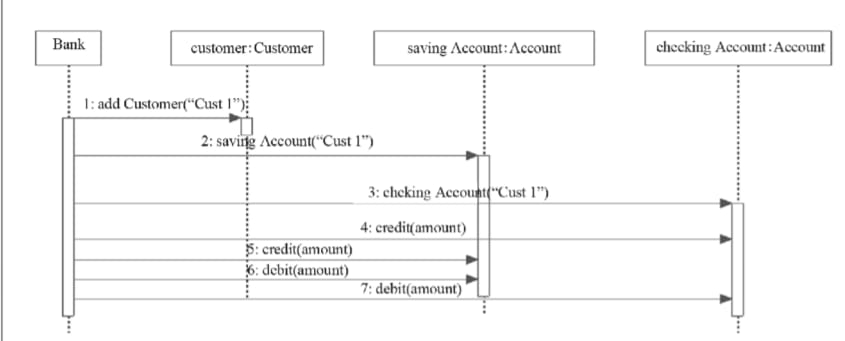 Bank
customer:Customer
saving Account:Account
checking Account:Account
1: add Customer("Cust 1")
2: saving Account("Cust 1")
3: chcking Account("Cust 1")
4: credit(amount)
5: credit(amount)
6: debit(amount)
7: debit(amount)